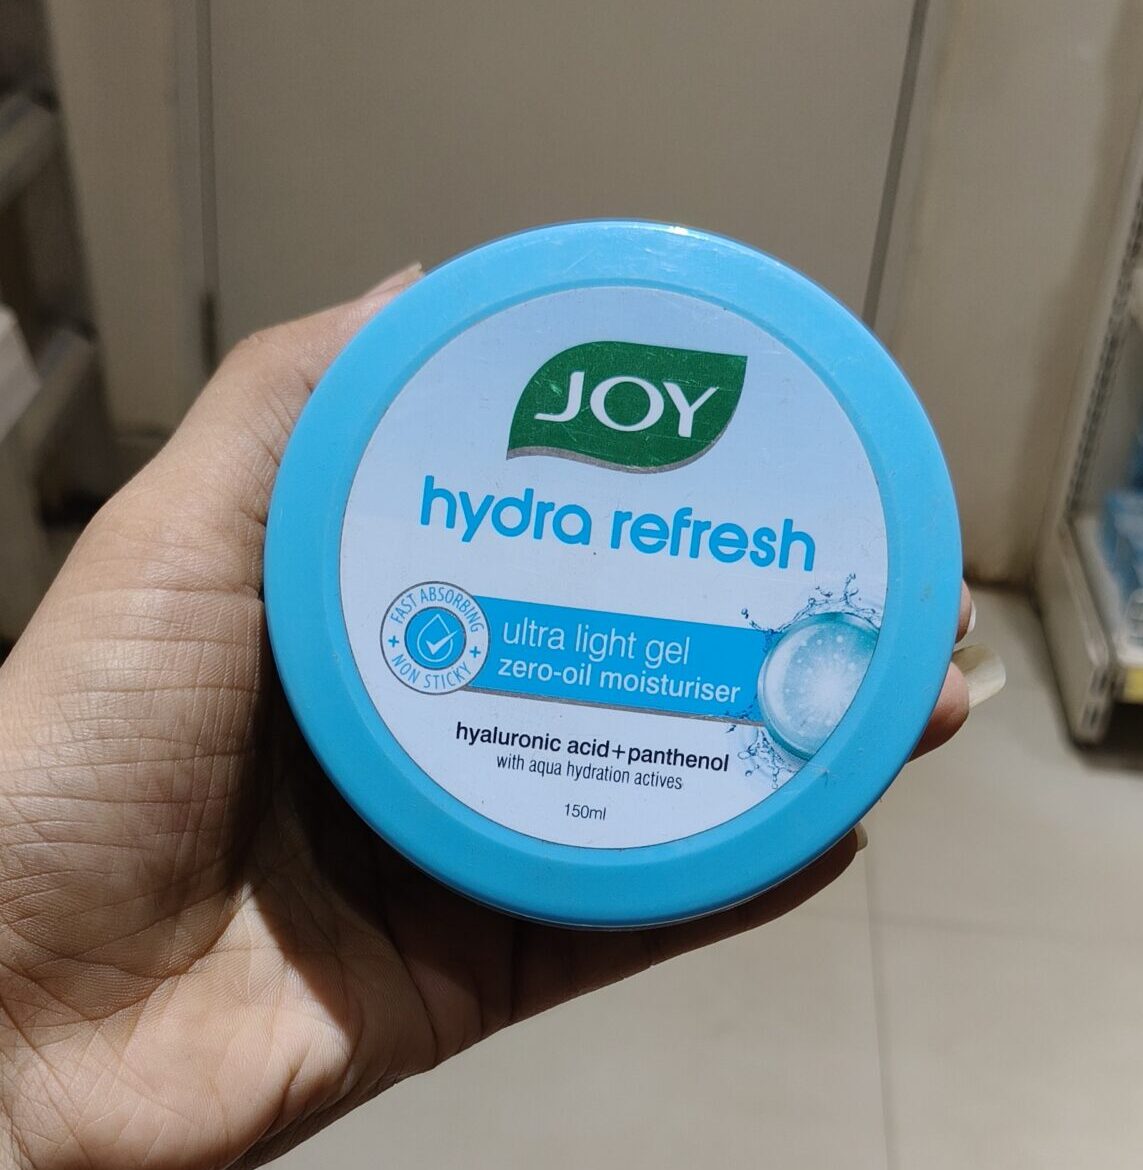 JOY
hydra refresh
FAST ABSORBING
+ NON STICKY +
ultra light gel
zero-oil moisturiser
hyaluronic acid+panthenol
with aqua hydration actives
150ml